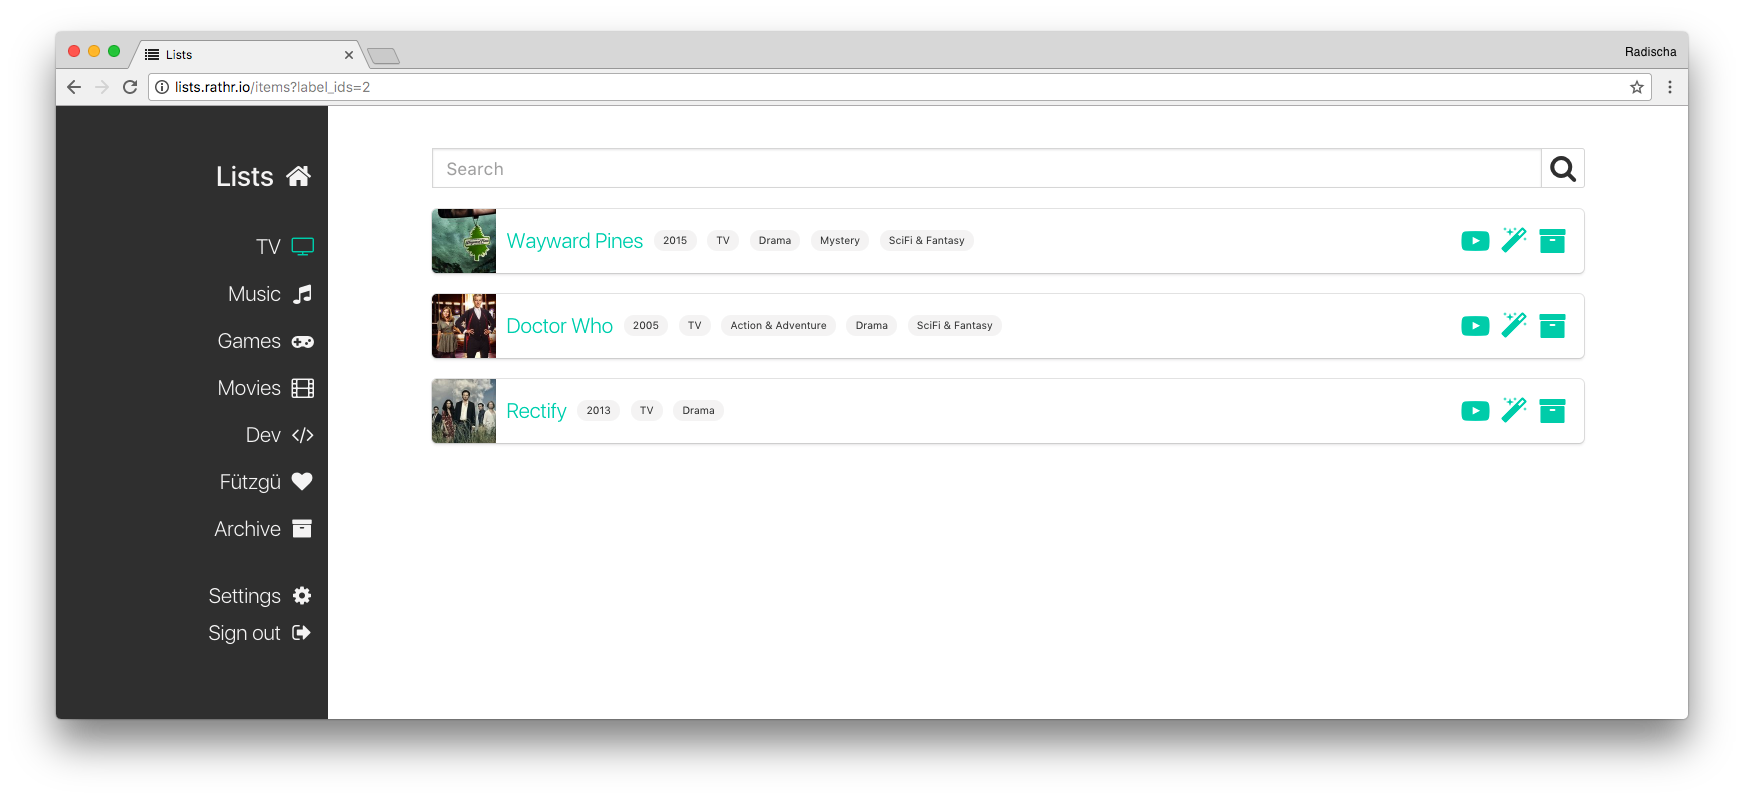 Lists
Radischa
lists.rathr.io/items?label_ids=2
Lists
TV
Music
Games
Movies
Dev
Fützgü
Archive
Settings
Sign out
Search
Wayward Pines 2015 TV Drama Mystery SciFi & Fantasy
Doctor Who 2005 TV Action & Adventure Drama SciFi & Fantasy
Rectify 2013 TV Drama